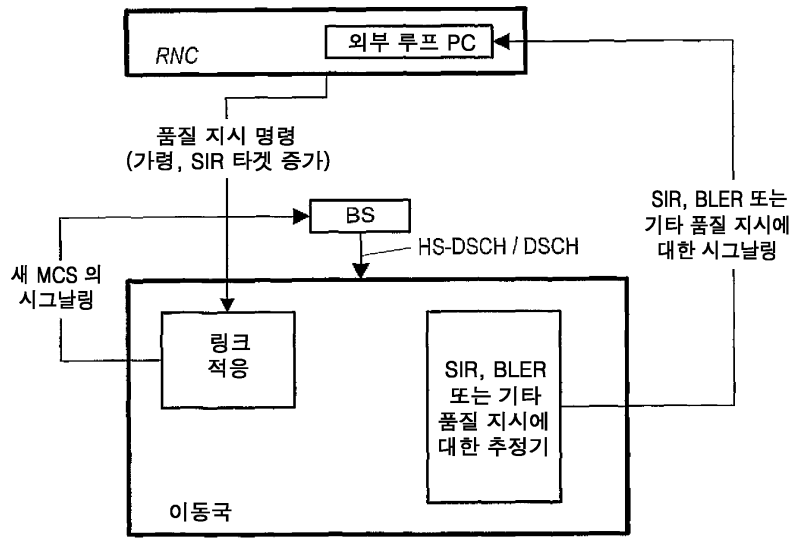 외부 루프 PC
RNC
품질 지시 명령
(가령, SIR 타겟 증가)
BS
HS-DSCH / DSCH
SIR, BLER 또는
기타 품질 지시에
대한 시그널링
새 MCS 의
시그날링
링크
적응
SIR, BLER
또는 기타
품질 지시에
대한 추정기
이동국